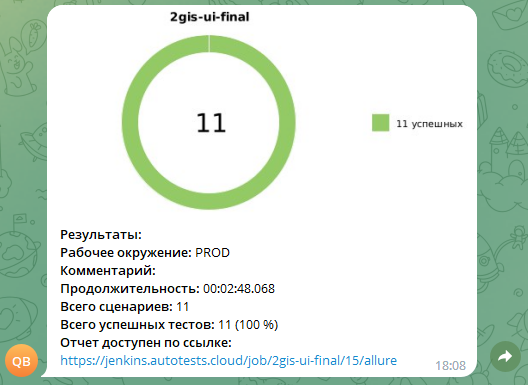 2gis-ui-final
11
11 успешных
Результаты:
Рабочее окружение: PROD
Комментарий:
Продолжительность: 00:02:48.068
Всего сценариев: 11
Всего успешных тестов: 11 (100 %)
Отчет доступен по ссылке:
https://jenkins.autotests.cloud/job/2gis-ui-final/15/allure
18:08
QB